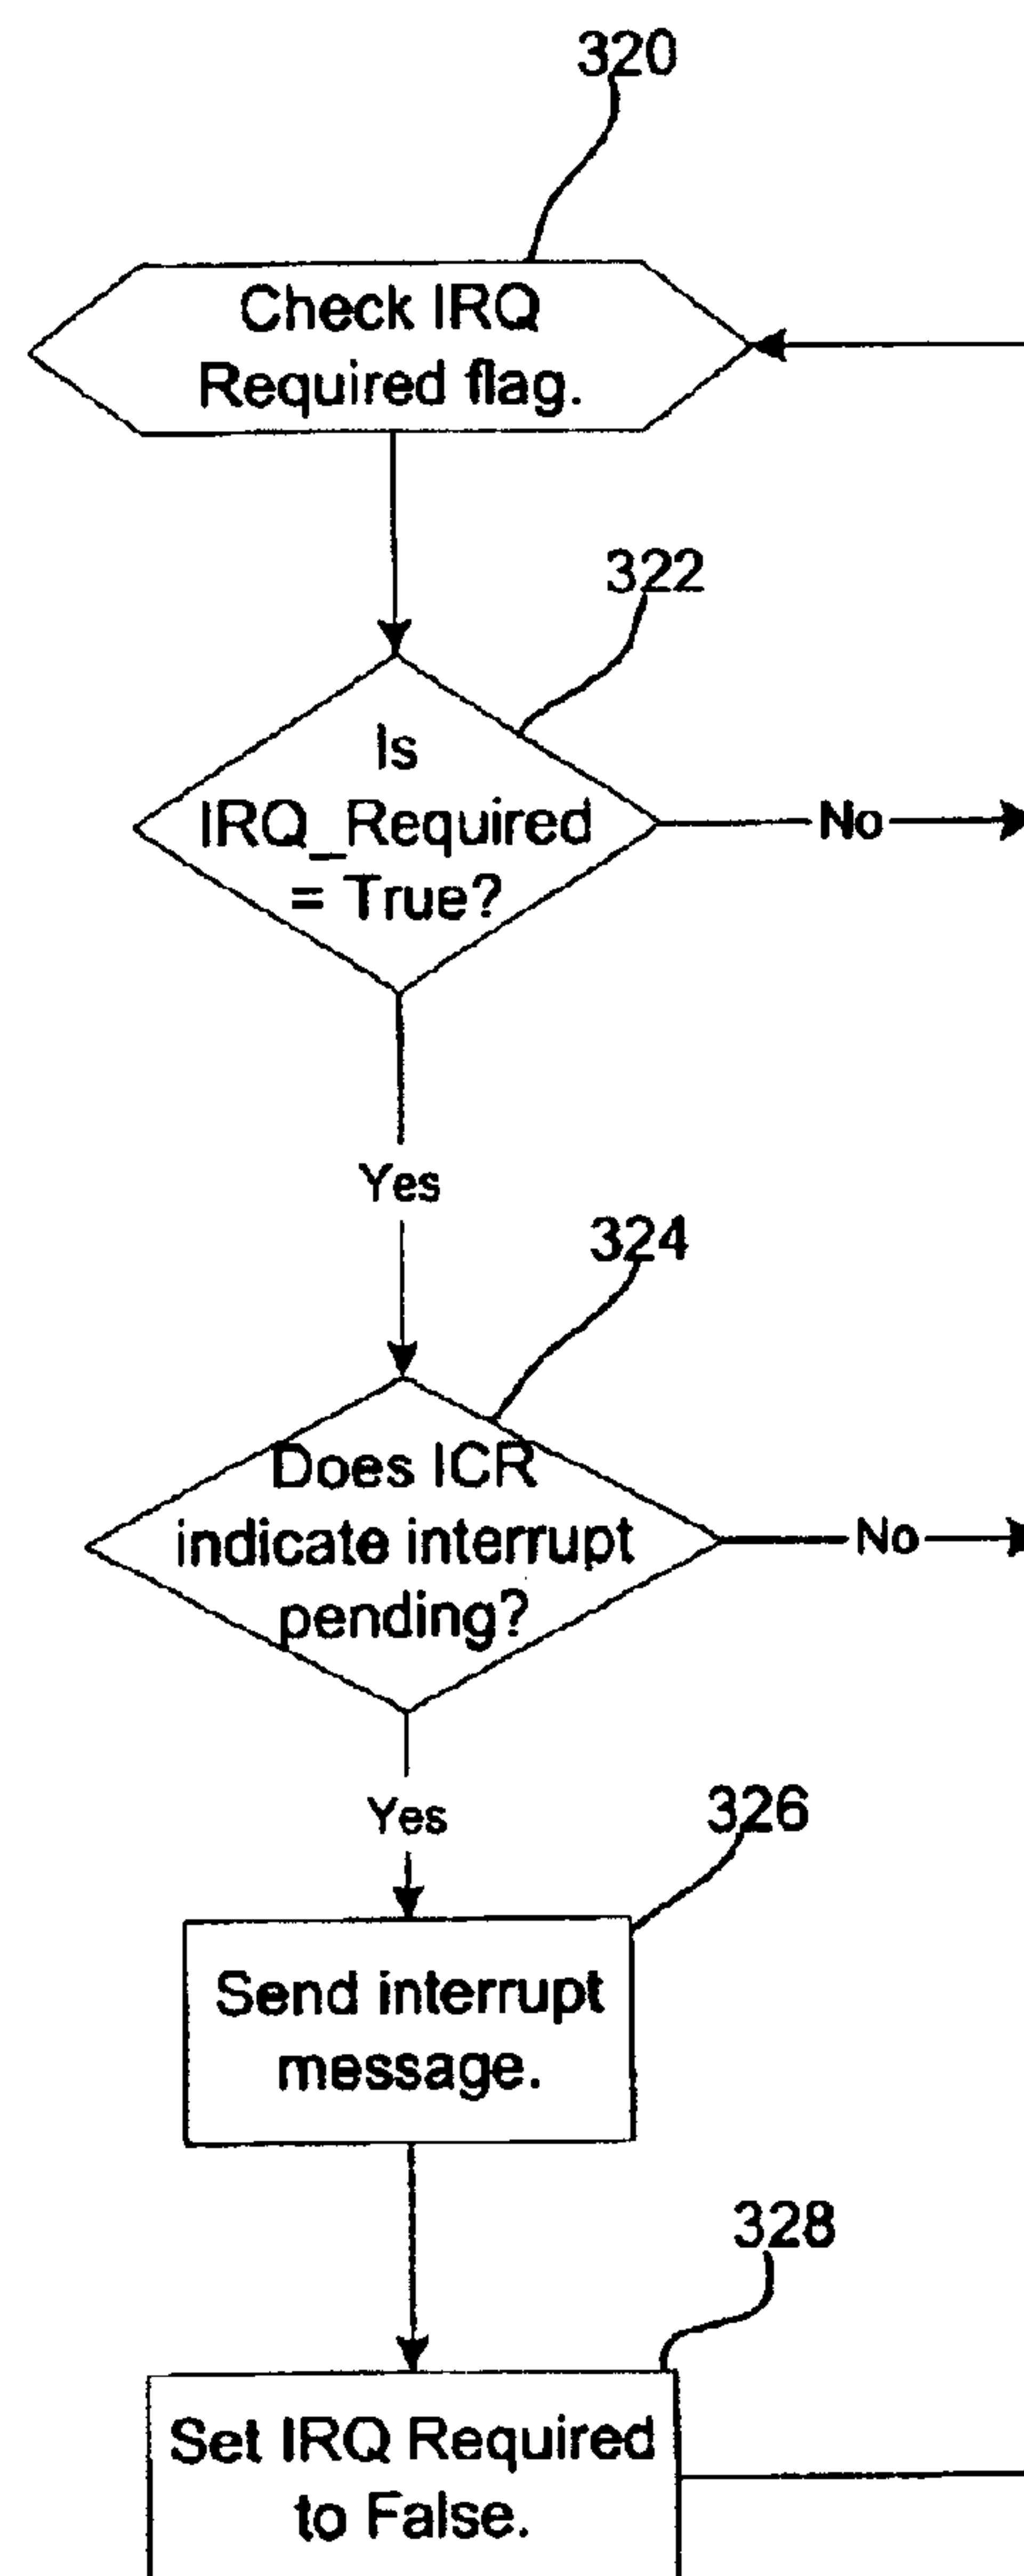 320
Check IRQ
Required flag.
322
Is
IRQ_Required
= True?
No
Yes
324
Does ICR
indicate interrupt
pending?
No
Yes
326
Send interrupt
message.
328
Set IRQ Required
to False.